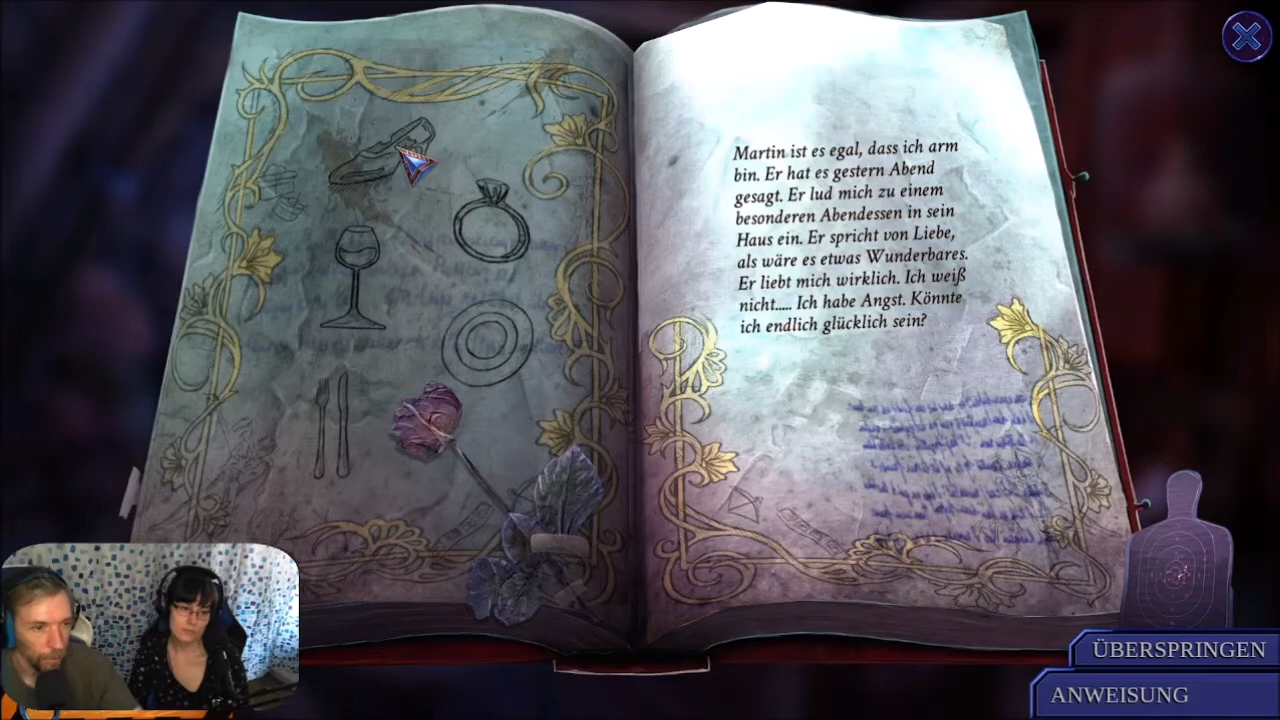 Martin ist es egal, dass ich arm
bin. Er hat es gestern Abend
gesagt. Er lud mich zu einem
besonderen Abendessen in sein
Haus ein. Er spricht von Liebe,
als wäre es etwas Wunderbares.
Er liebt mich wirklich. Ich weiß
nicht..... Ich habe Angst. Könnte
ich endlich glücklich sein?
ÜBERSPRINGEN
ANWEISUNG